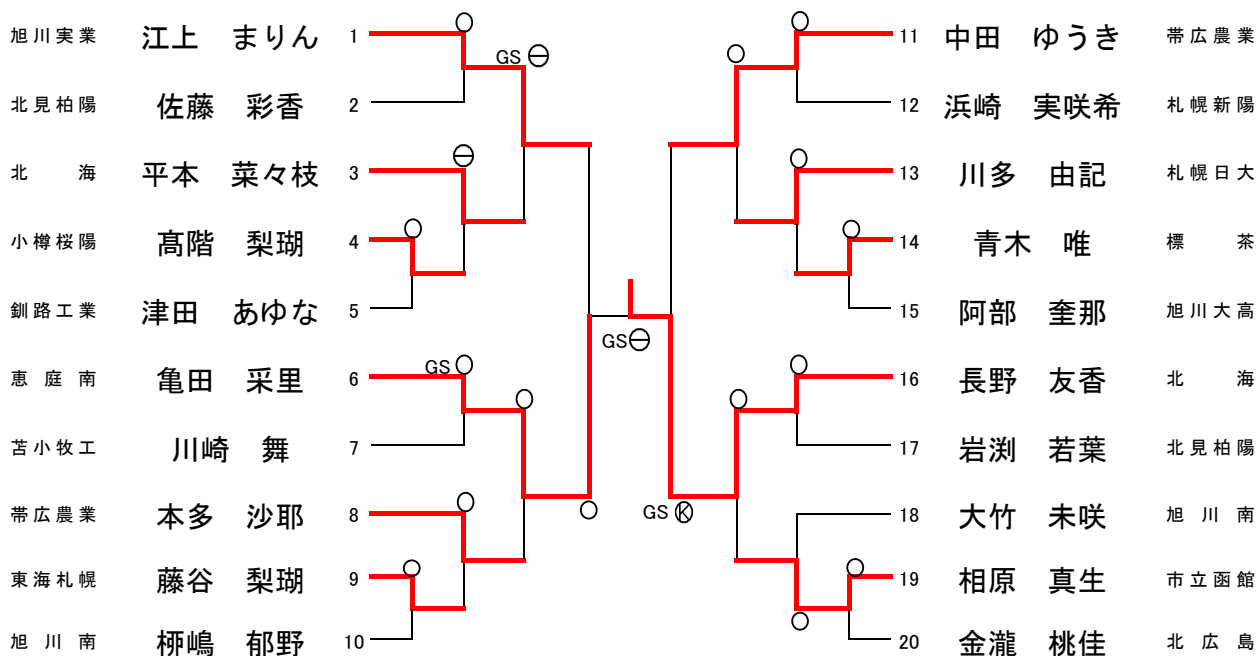 旭川実業 江上 まりん 1
GS
11 中田 ゆうき 帯広農業
北見柏陽 佐藤 彩香 2
12 浜崎 実咲希 札幌新陽
北 海 平本 菜々枝 3
13 川多 由記 札幌日大
小樽桜陽 髙階 梨瑚 4
14 青木 唯 標 茶
釧路工業 津田 あゆな 5
15 阿部 奎那 旭川大高
GS
恵庭南 亀田 采里 6
GS
16 長野 友香 北 海
苫小牧工 川崎 舞 7
17 岩渕 若葉 北見柏陽
帯広農業 本多 沙耶 8
GS K
18 大竹 未咲 旭川南
東海札幌 藤谷 梨瑚 9
19 相原 真生 市立函館
旭川南 栁嶋 郁野 10
20 金瀧 桃佳 北広島